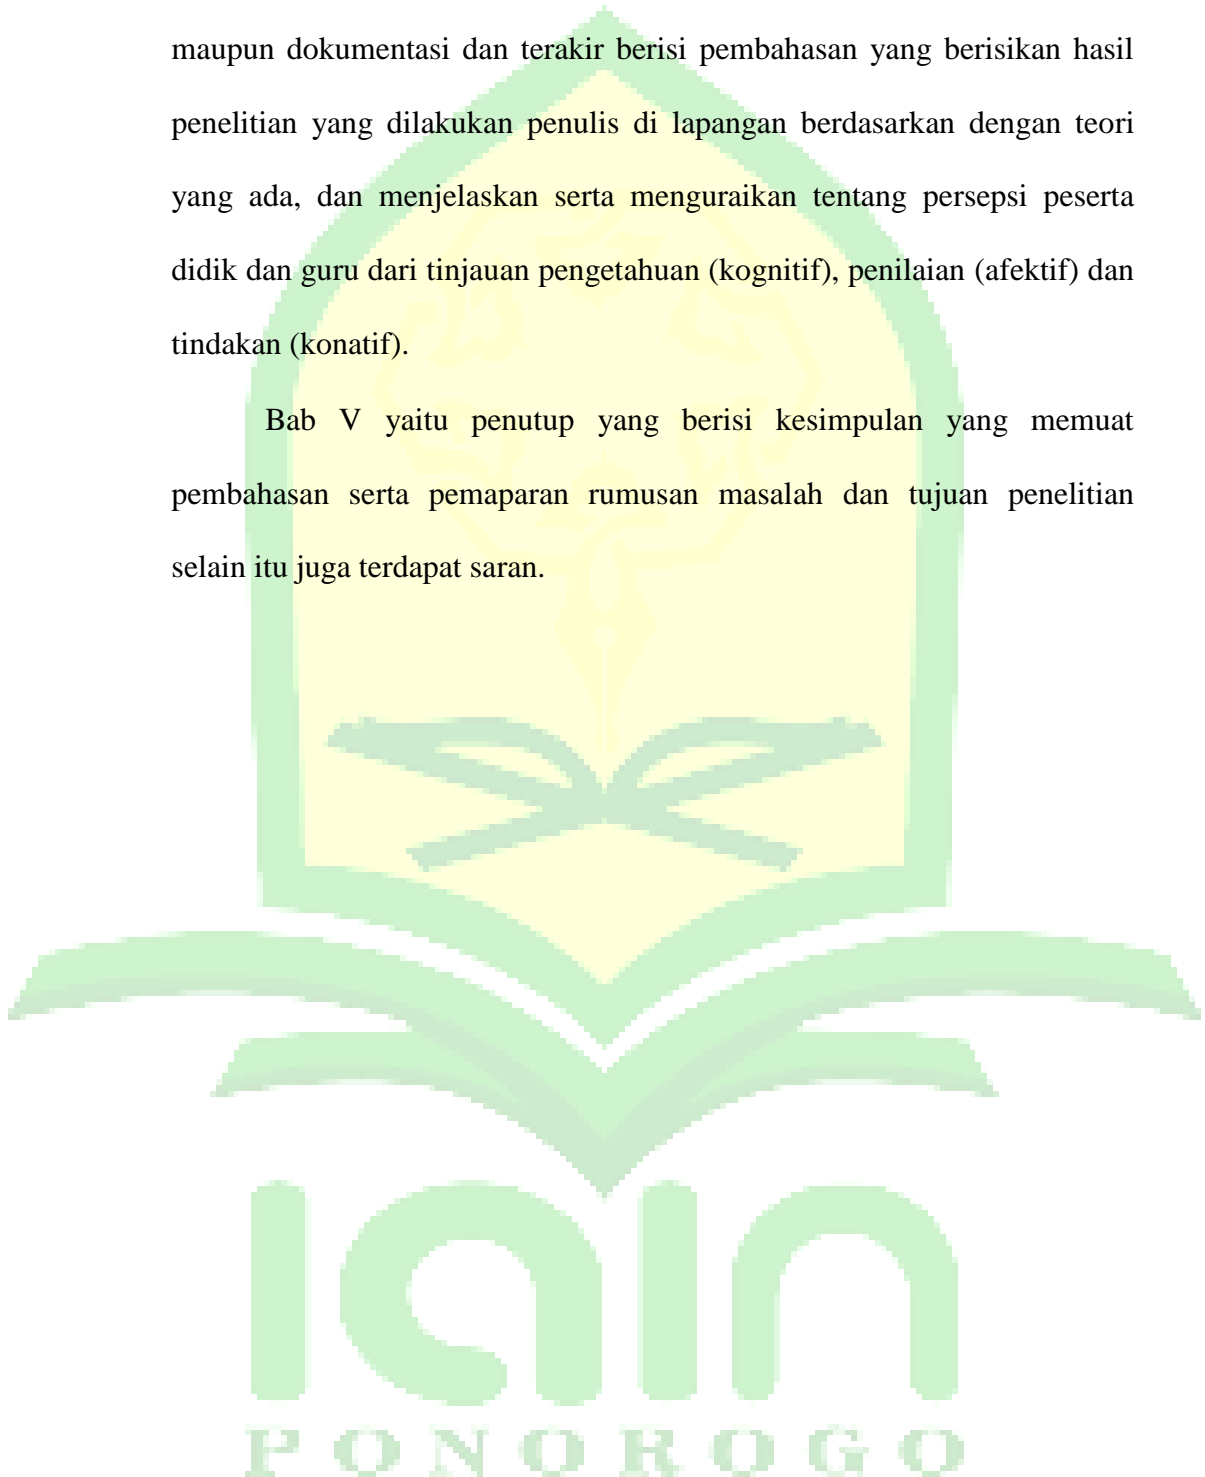 maupun dokumentasi dan terakir berisi pembahasan yang berisikan hasil
penelitian yang dilakukan penulis di lapangan berdasarkan dengan teori
yang ada, dan menjelaskan serta menguraikan tentang persepsi peserta
didik dan guru dari tinjauan pengetahuan (kognitif), penilaian (afektif) dan
tindakan (konatif).
Bab V yaitu penutup yang berisi kesimpulan yang memuat
pembahasan serta pemaparan rumusan masalah dan tujuan penelitian
selain itu juga terdapat saran.
iain
PONOROGO